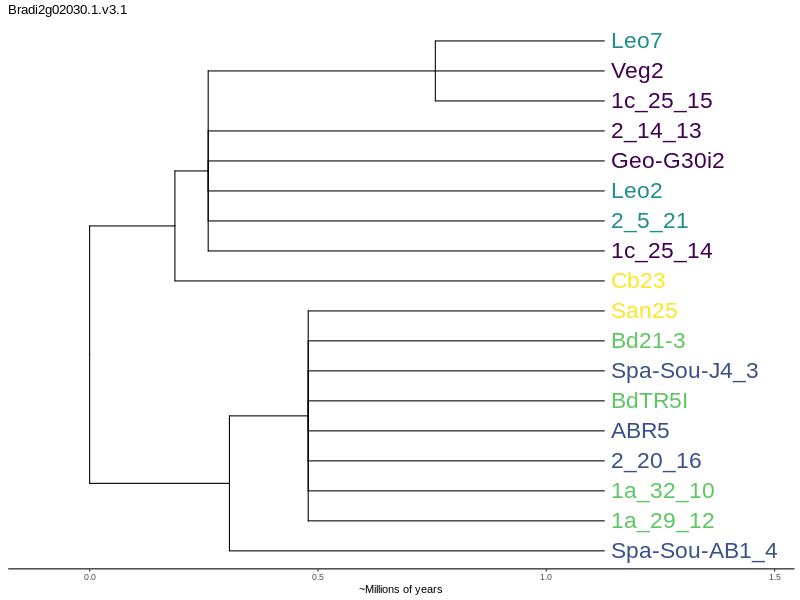 Bradi2g02030.1.v3.1
Leo7
Veg2
1c_25_15
2_14_13
Geo-G30i2
Leo2
2_5_21
1c_25_14
Cb23
San25
Bd21-3
Spa-Sou-J4_3
BdTR5I
ABR5
2_20_16
1a_32_10
1a_29_12
Spa-Sou-AB1_4
0.0 0.5 1.0 1.5
~Millions of years